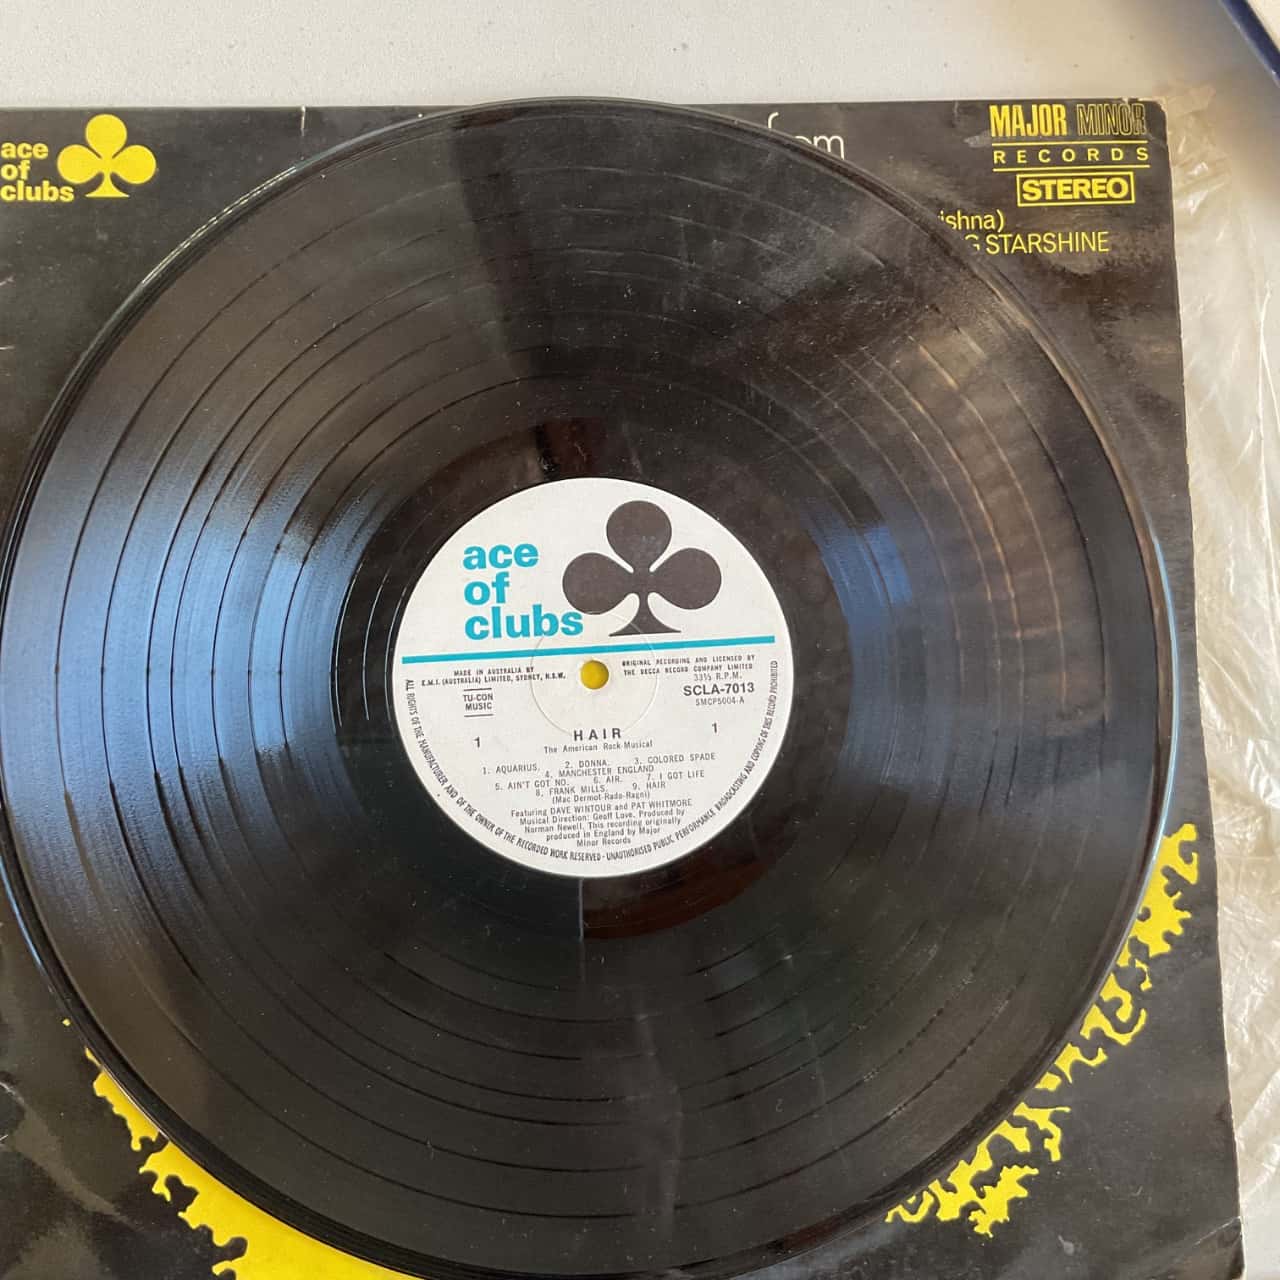 ace
of
clubs
from
MAJOR MINOR
RECORDS
STEREO
ishna)
G STARSHINE
ace
of
clubs
MADE IN AUSTRALIA BY
E.M.I. (AUSTRALIA) LIMITED, SYDNEY, N.S.W.
ORIGINAL RECORDING AND LICENSED BY
THE DECCA RECORD COMPANY LIMITED
33⅓ R.P.M.
TU-CON
MUSIC
SCLA-7013
SMCP5004-A
1
HAIR
1
The American Rock-Musical
1. AQUARIUS. 2. DONNA. 3. COLORED SPADE
4. MANCHESTER ENGLAND
5. AIN'T GOT NO. 6. AIR. 7. I GOT LIFE
8. FRANK MILLS. 9. HAIR
(Mac Dermot-Rado-Ragni)
Featuring DAVE WINTOUR and PAT WHITMORE
Musical Direction: Geoff Love. Produced by
Norman Newell. This recording originally
produced in England by Major
Minor Records
ALL RIGHTS OF THE MANUFACTURER AND OF THE OWNER OF THE RECORDED WORK RESERVED - UNAUTHORISED PUBLIC PERFORMANCE BROADCASTING AND COPYING OF THIS RECORD PROHIBITED